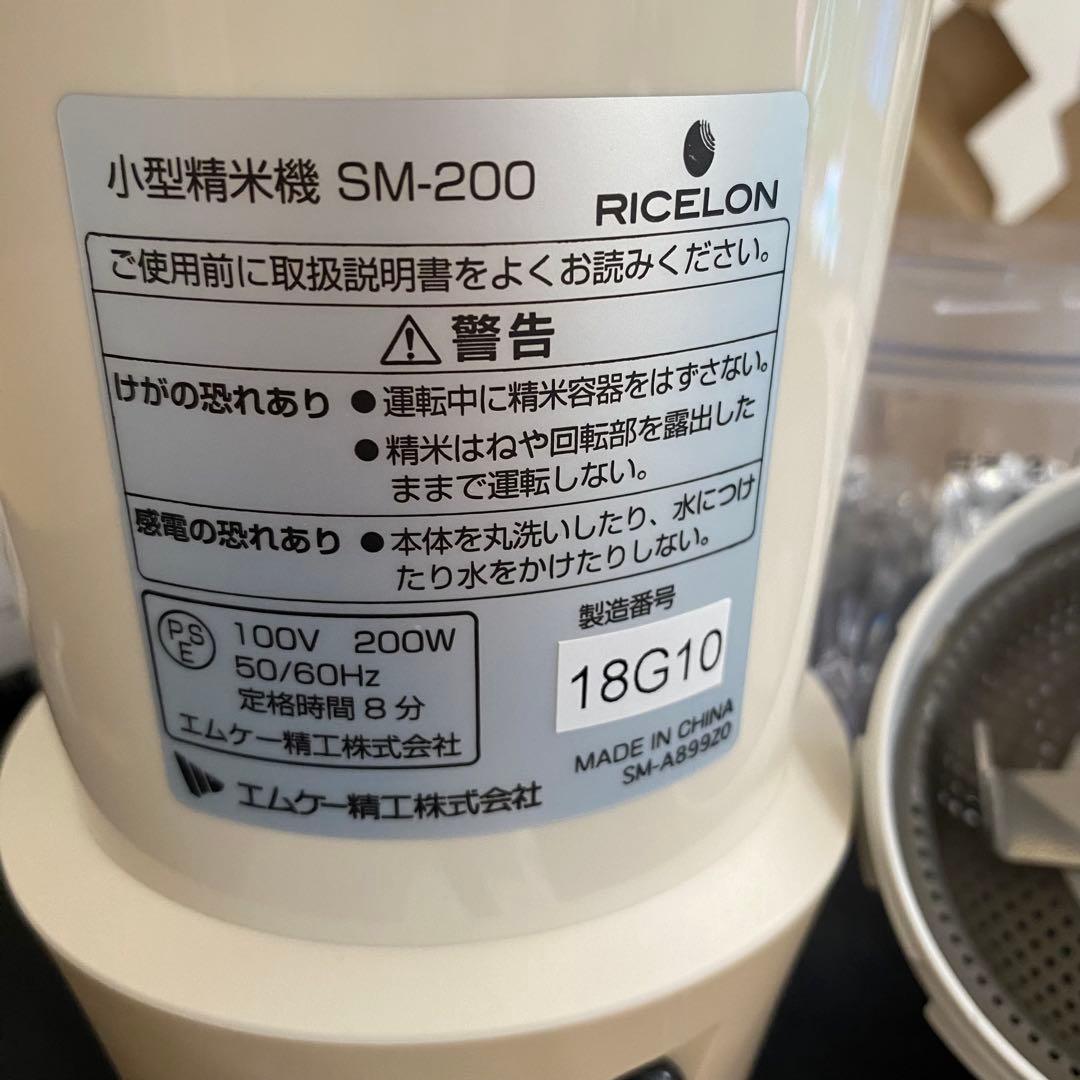 小型精米機 SM-200
RICELON
ご使用前に取扱説明書をよくお読みください。
警告
けがの恐れあり ●運転中に精米容器をはずさない。
●精米はねや回転部を露出した
ままで運転しない。
感電の恐れあり ●本体を丸洗いしたり、水につけ
たり水をかけたりしない。
PSE
100V 200W
50/60Hz
定格時間8分
エムケー精工株式会社
製造番号
18G10
MADE IN CHINA
SM-A899Z0
エムケー精工株式会社